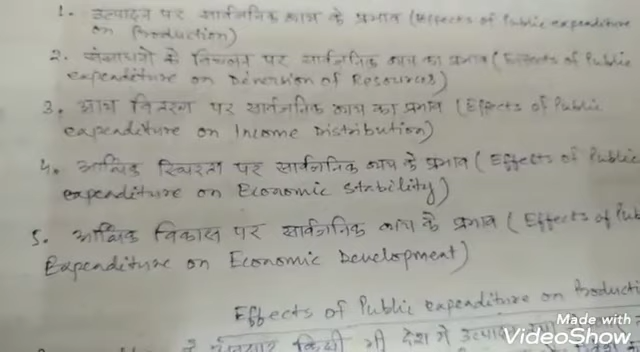 1. उत्पादन पर सार्वजनिक व्यय के प्रभाव (Effects of Public expenditure
on Production)
2. संसाधनों के विचलन पर सार्वजनिक व्यय का प्रभाव (Effects of Public
expenditure on Diversion of Resources)
3. आय वितरण पर सार्वजनिक व्यय का प्रभाव (Effects of Public
expenditure on Income Distribution)
4. आर्थिक स्थिरता पर सार्वजनिक व्यय के प्रभाव (Effects of Public
expenditure on Economic Stability)
5. आर्थिक विकास पर सार्वजनिक व्यय के प्रभाव (Effects of Pub
Expenditure on Economic Development)
Effects of Public expenditure on Producti
किसी भी देश में
Made with
VideoShow